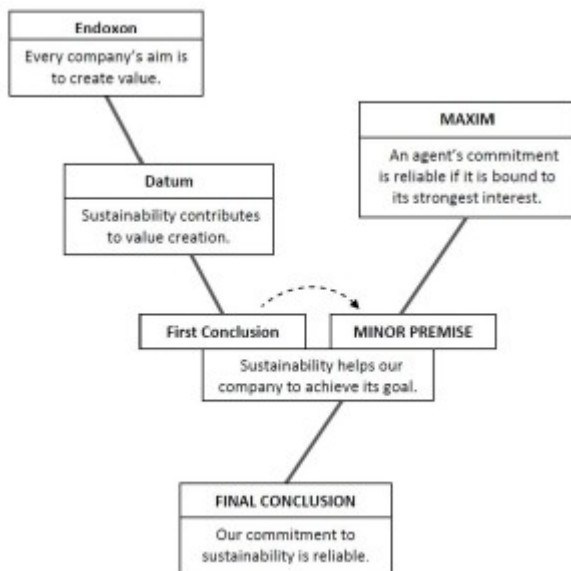 Endoxon
Every company's aim is
to create value.
MAXIM
An agent's commitment
is reliable if it is bound to
its strongest interest.
Datum
Sustainability contributes
to value creation.
First Conclusion
MINOR PREMISE
Sustainability helps our
company to achieve its goal.
FINAL CONCLUSION
Our commitment to
sustainability is reliable.